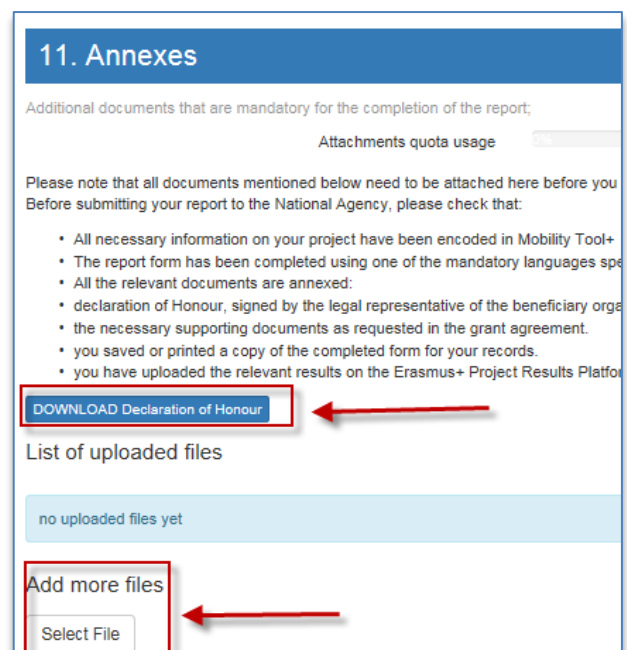 11. Annexes
Additional documents that are mandatory for the completion of the report;
Attachments quota usage
Please note that all documents mentioned below need to be attached here before you
Before submitting your report to the National Agency, please check that:
• All necessary information on your project have been encoded in Mobility Tool+
• The report form has been completed using one of the mandatory languages spe
• All the relevant documents are annexed:
• declaration of Honour, signed by the legal representative of the beneficiary orga
• the necessary supporting documents as requested in the grant agreement.
• you saved or printed a copy of the completed form for your records.
• you have uploaded the relevant results on the Erasmus+ Project Results Platfor
DOWNLOAD Declaration of Honour
List of uploaded files
no uploaded files yet
Add more files
Select File